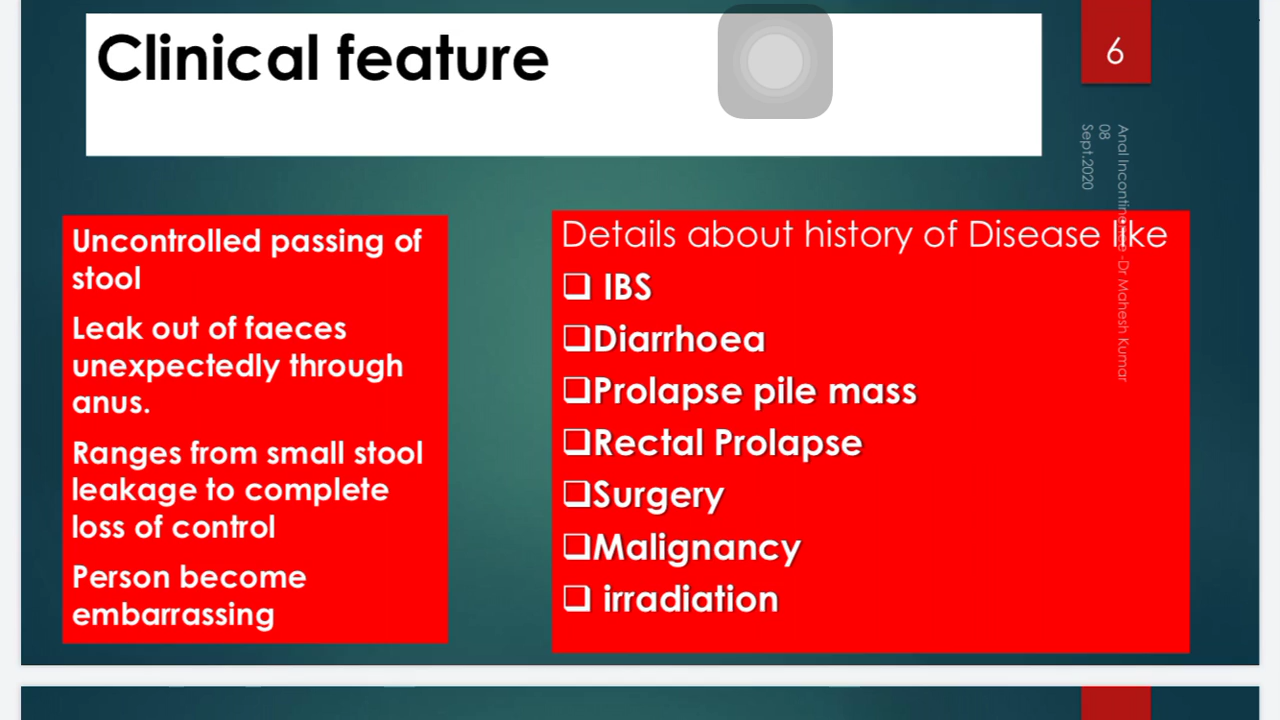 Clinical feature
6
Anal Incontinence -Dr Mahesh Kumar
08
Sept.2020
Uncontrolled passing of
stool
Leak out of faeces
unexpectedly through
anus.
Ranges from small stool
leakage to complete
loss of control
Person become
embarrassing
Details about history of Disease like
❑ IBS
❑Diarrhoea
❑Prolapse pile mass
❑Rectal Prolapse
❑Surgery
❑Malignancy
❑ irradiation